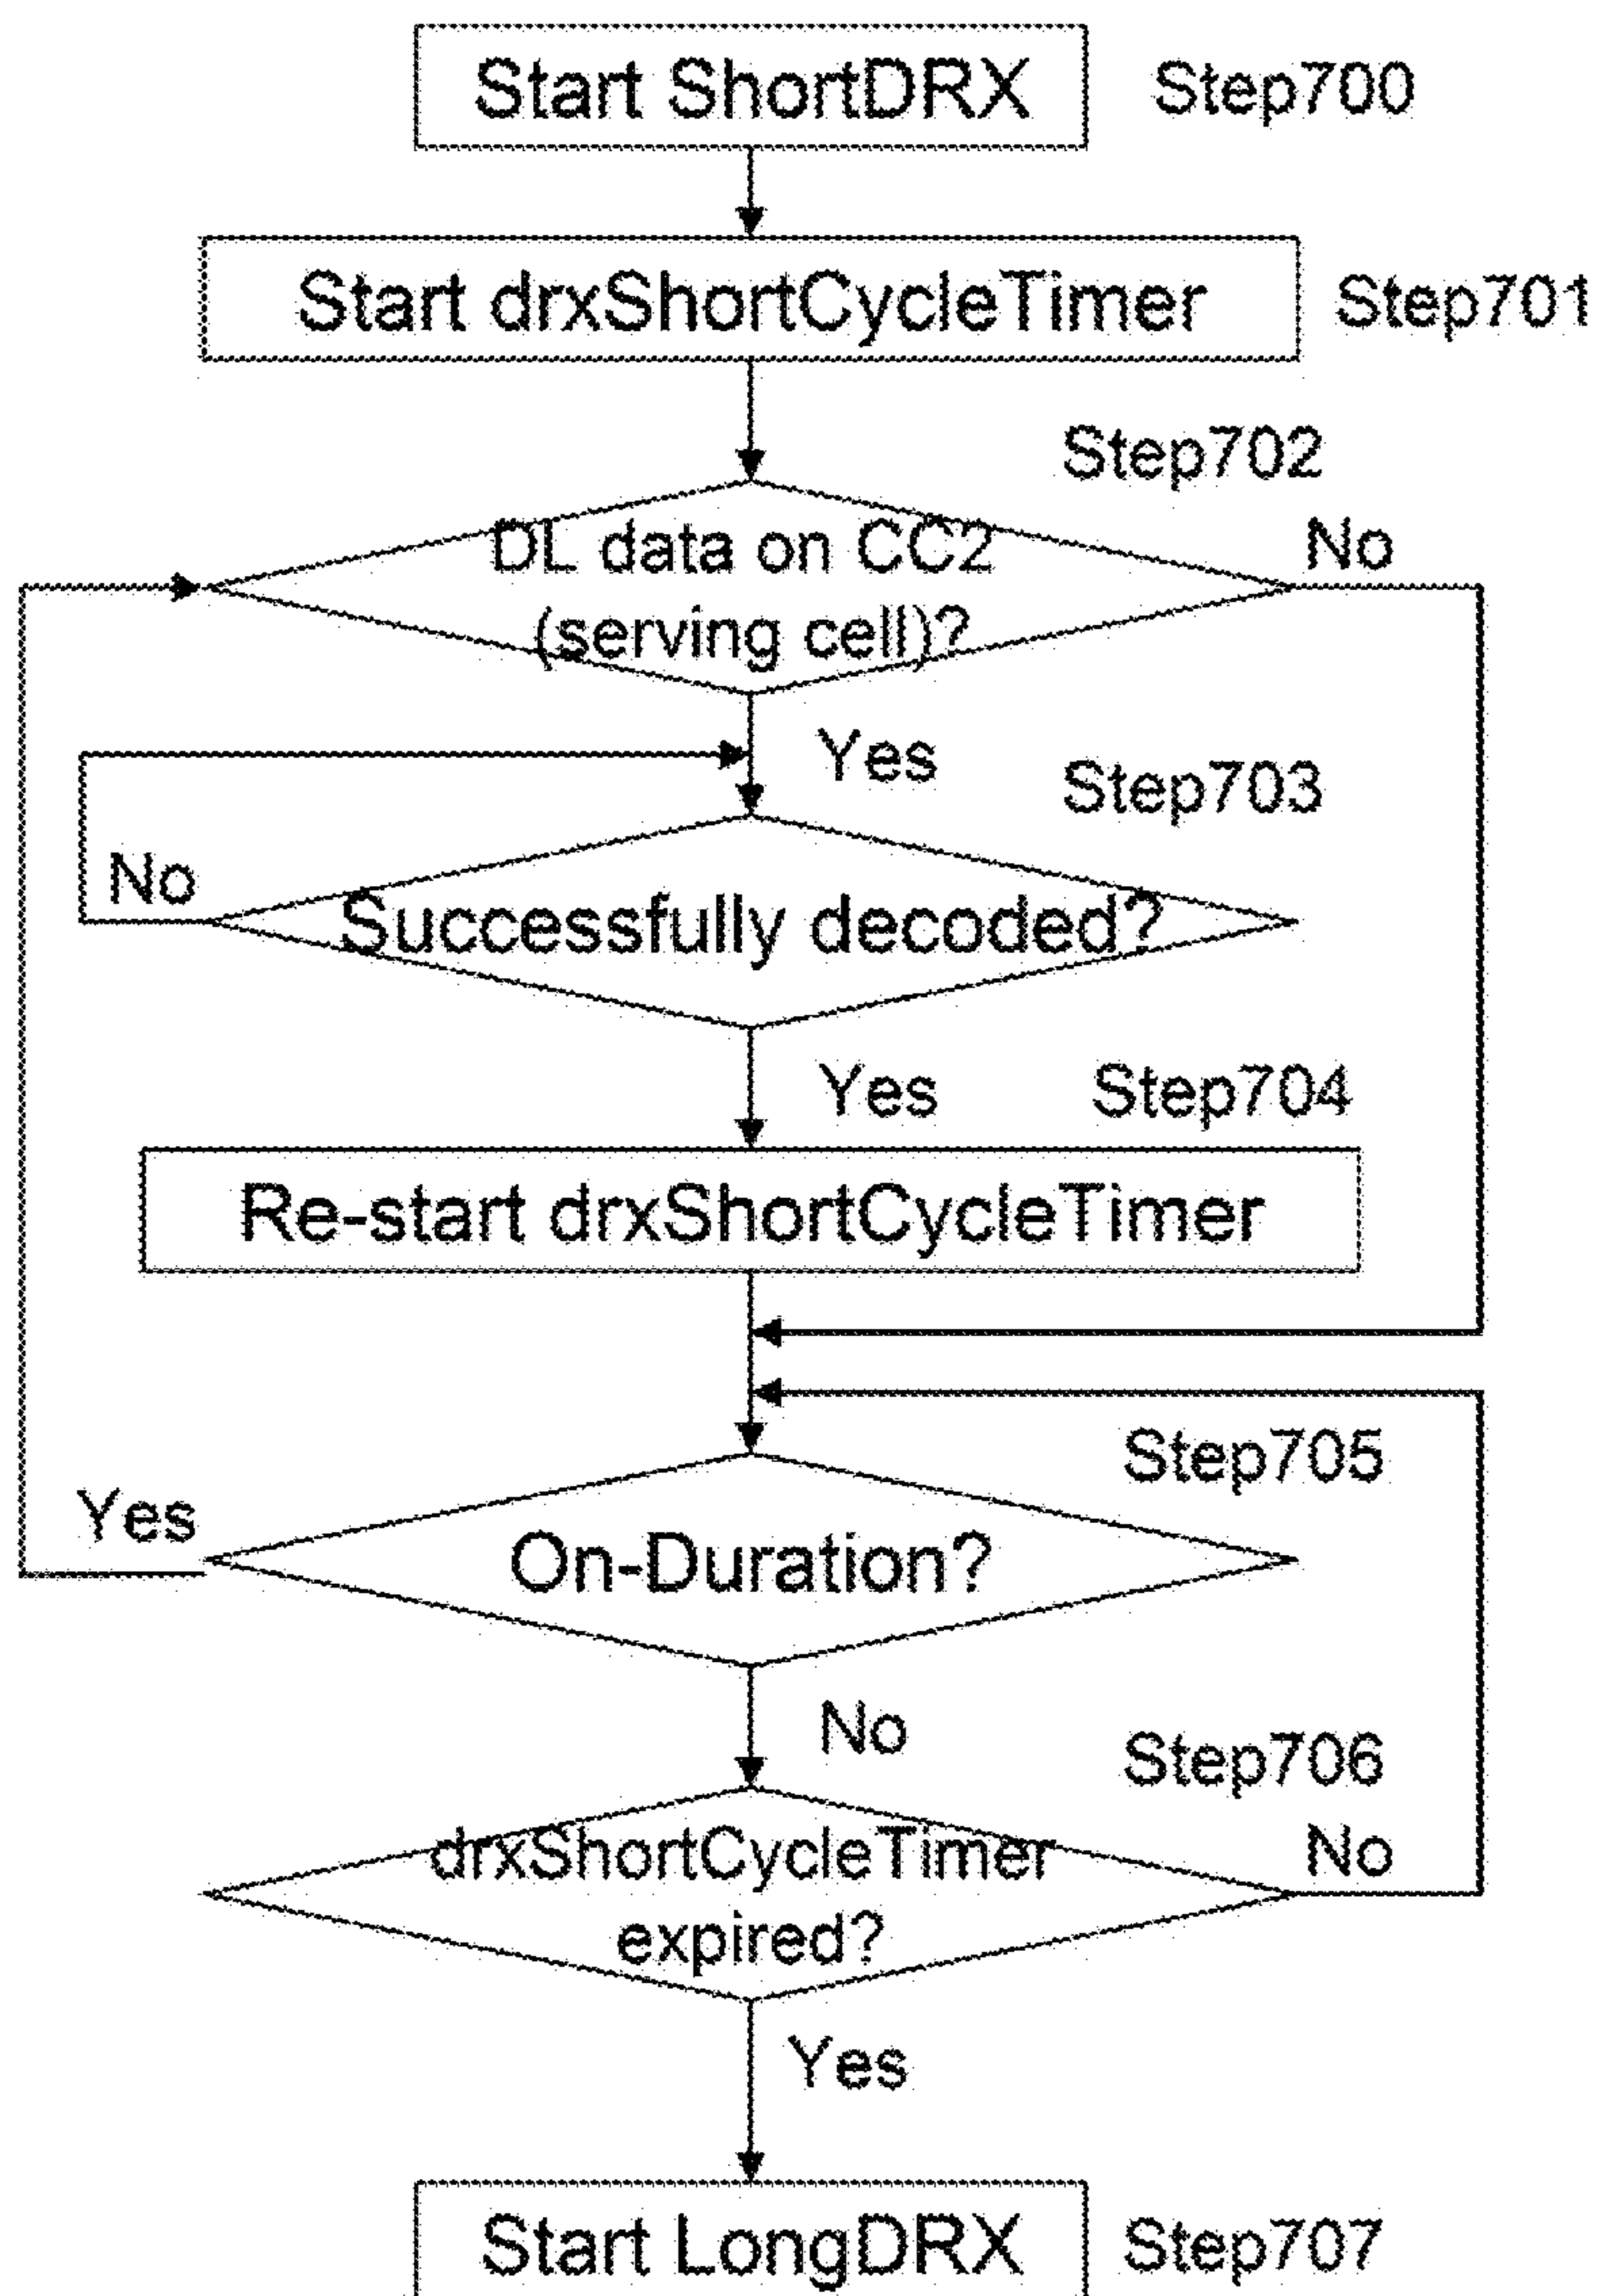 Start ShortDRX
Step700
Start drxShortCycleTimer
Step701
Step702
DL data on CC2
(serving cell)?
No
Yes
Step703
No
Successfully decoded?
Yes
Step704
Re-start drxShortCycleTimer
Step705
Yes
On-Duration?
No
Step706
drxShortCycleTimer
expired?
No
Yes
Start LongDRX
Step707